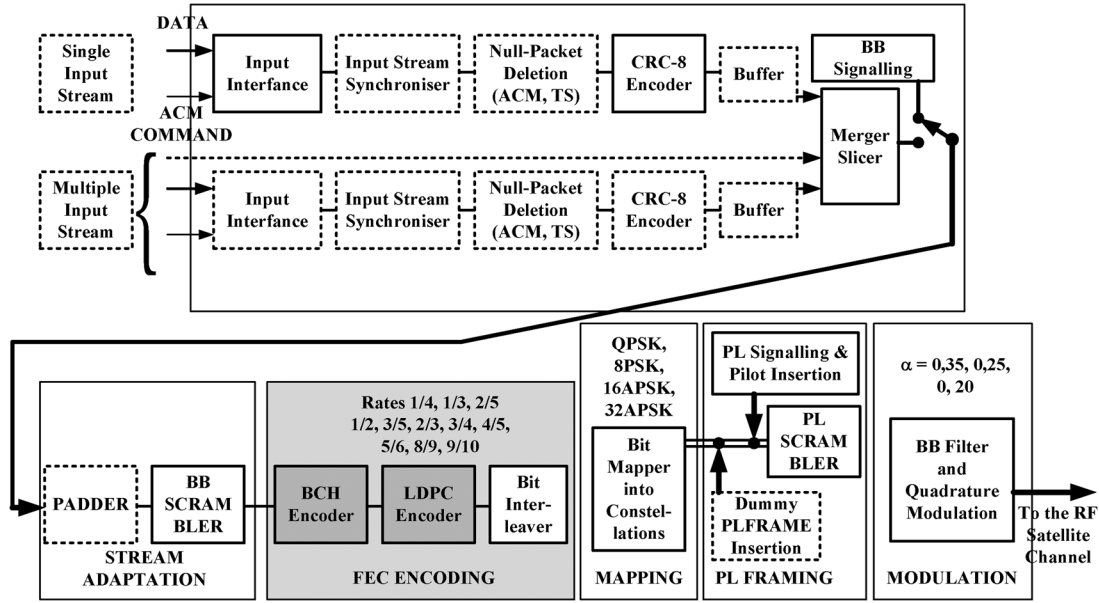 DATA
Single
Input
Stream
Input
Interfance
Input Stream
Synchroniser
Null-Packet
Deletion
(ACM, TS)
CRC-8
Encoder
Buffer
BB
Signalling
ACM
COMMAND
Merger
Slicer
Multiple
Input
Stream
Input
Interfance
Input Stream
Synchroniser
Null-Packet
Deletion
(ACM, TS)
CRC-8
Encoder
Buffer
PADDER
BB
SCRAM
BLER
STREAM
ADAPTATION
Rates 1/4, 1/3, 2/5
1/2, 3/5, 2/3, 3/4, 4/5,
5/6, 8/9, 9/10
BCH
Encoder
LDPC
Encoder
Bit
Inter-
leaver
FEC ENCODING
QPSK,
8PSK,
16APSK,
32APSK
Bit
Mapper
into
Constel-
lations
MAPPING
PL Signalling &
Pilot Insertion
PL
SCRAM
BLER
Dummy
PLFRAME
Insertion
PL FRAMING
α = 0,35, 0,25,
0, 20
BB Filter
and
Quadrature
Modulation
MODULATION
To the RF
Satellite
Channel